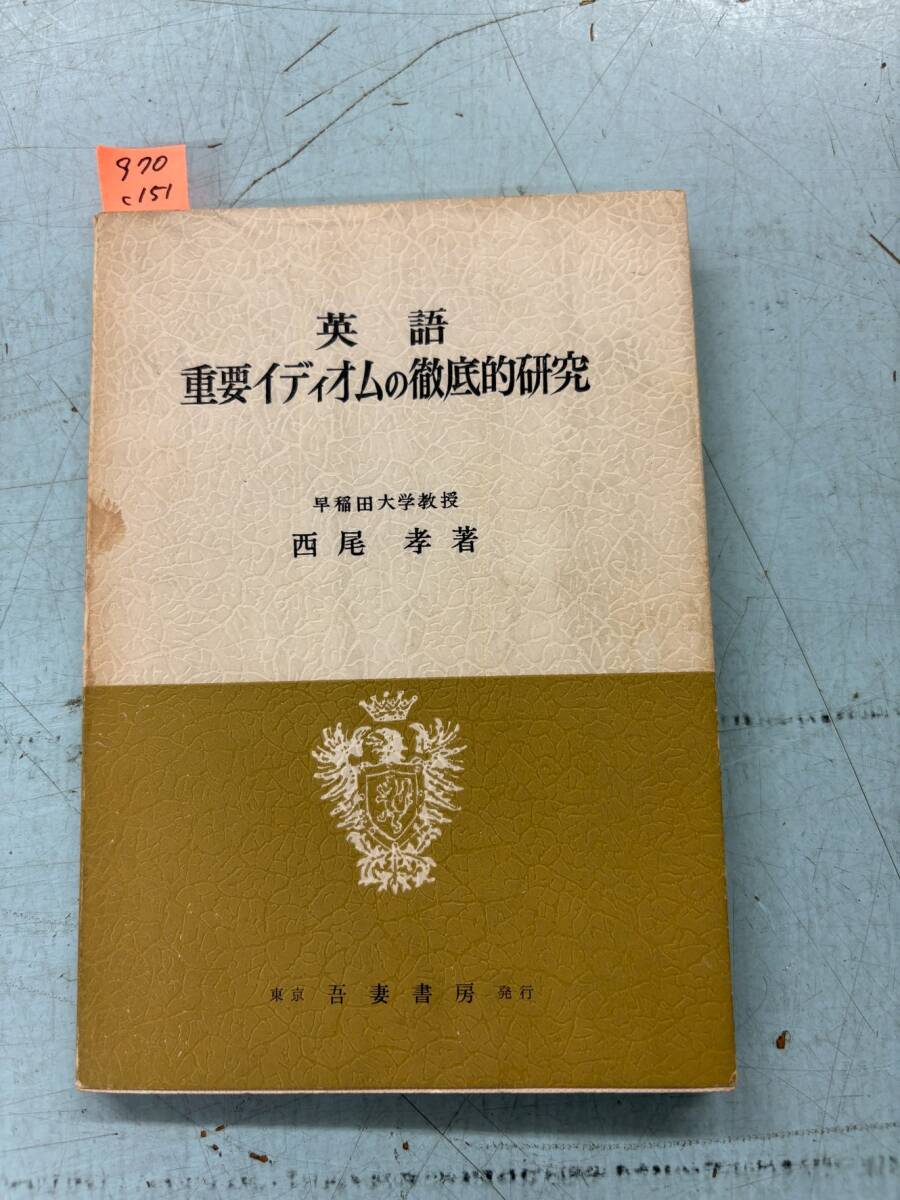 970
c151
英語
重要イディオムの徹底的研究
早稲田大学教授
西尾 孝 著
東京 吾妻書房 発行